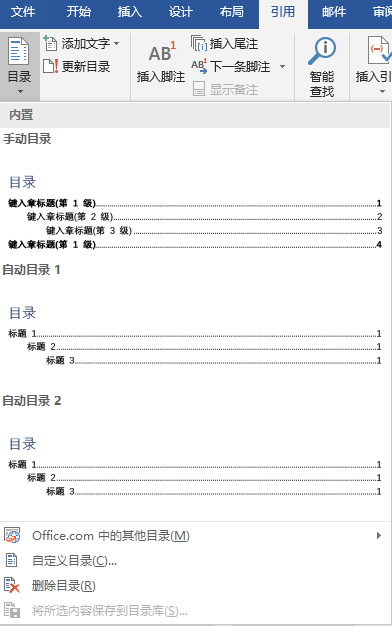 文件 开始 插入 设计 布局 引用 邮件 审阅
目录
添加文字
更新目录
AB1
插入脚注
插入尾注
AB1 下一条脚注
显示备注
智能
查找
插入引
内置
手动目录
目录
键入章标题(第 1 级)........1
键入章标题(第 2 级)........2
键入章标题(第 3 级)........3
键入章标题(第 1 级)........4
自动目录 1
目录
标题 1........1
标题 2........1
标题 3........1
自动目录 2
目录
标题 1........1
标题 2........1
标题 3........1
Office.com 中的其他目录(M)
自定义目录(C)...
删除目录(R)
将所选内容保存到目录库(S)...